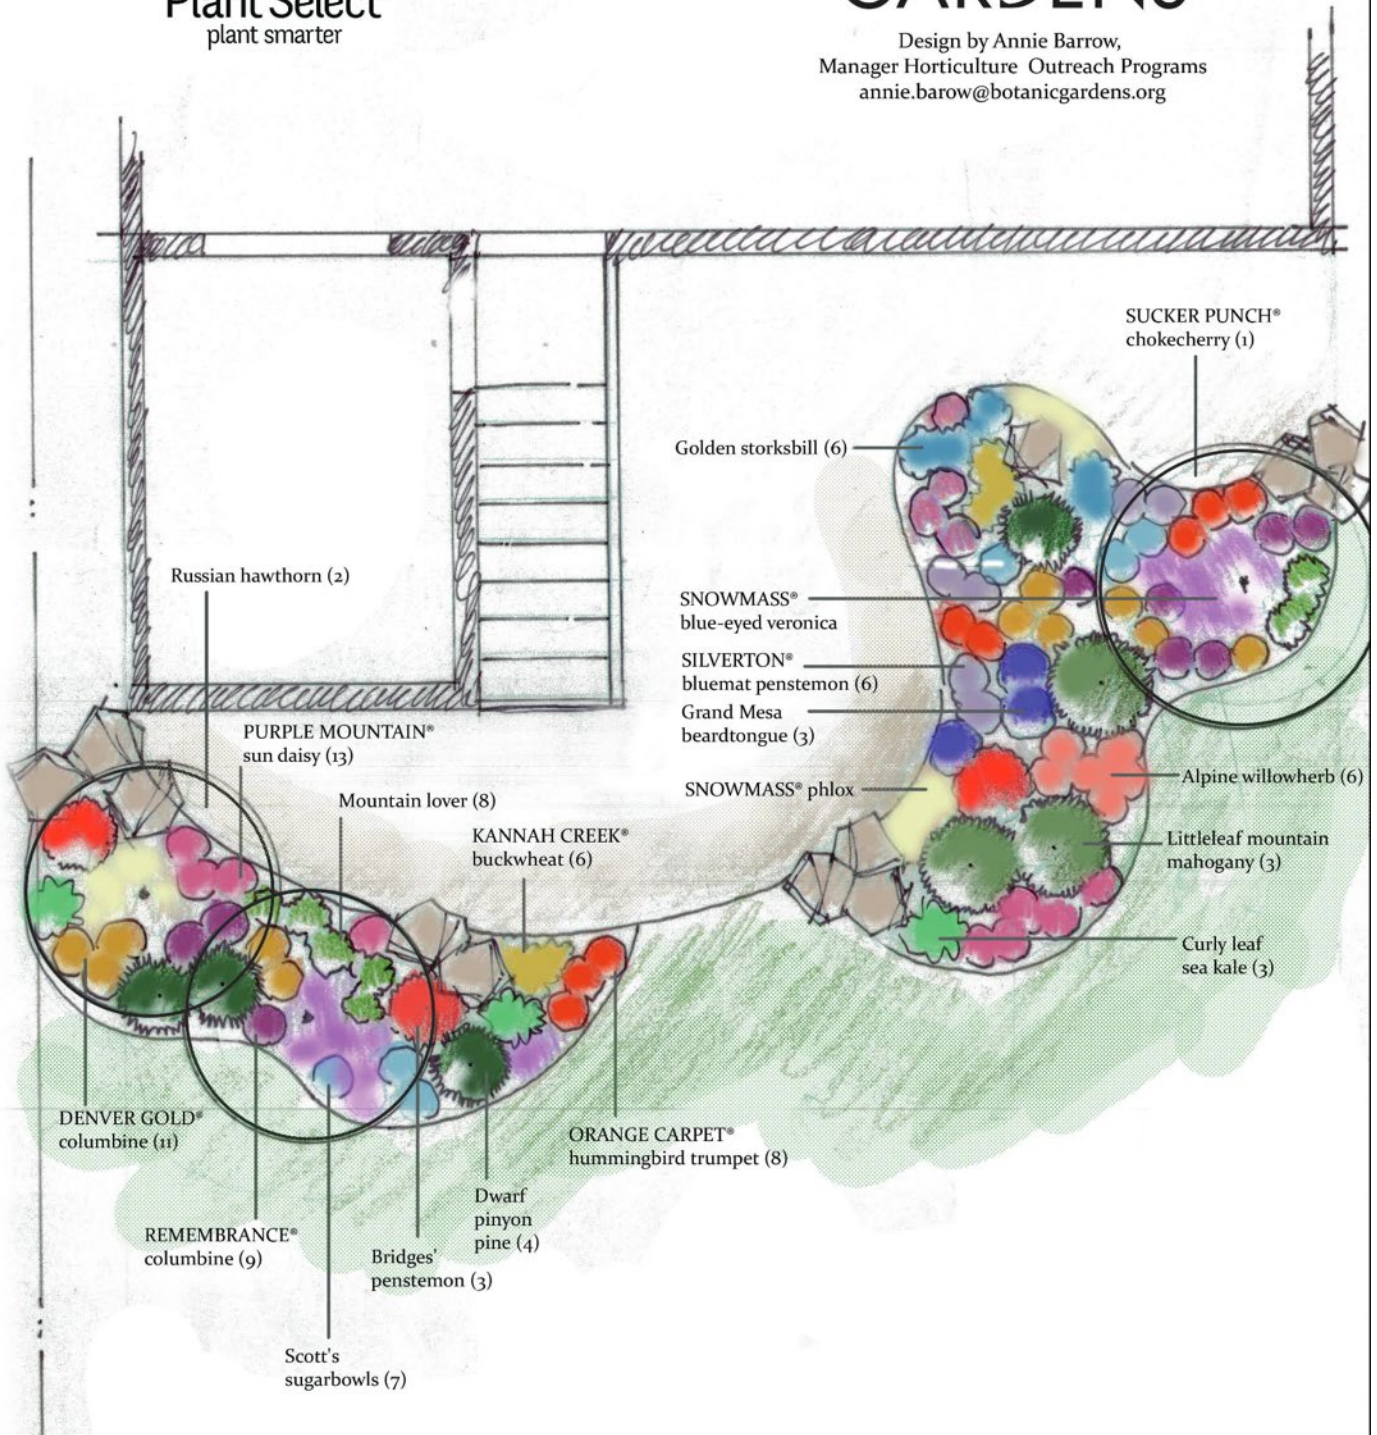 Plant Select
plant smarter
GARDENS
Design by Annie Barrow,
Manager Horticulture Outreach Programs
annie.barow@botanicgardens.org
SUCKER PUNCH®
chokecherry (1)
Golden storksbill (6)
Russian hawthorn (2)
SNOWMASS®
blue-eyed veronica
SILVERTON®
bluemat penstemon (6)
Grand Mesa
beardtongue (3)
PURPLE MOUNTAIN®
sun daisy (13)
SNOWMASS® phlox
Alpine willowherb (6)
Mountain lover (8)
KANNAH CREEK®
buckwheat (6)
Littleleaf mountain
mahogany (3)
Curly leaf
sea kale (3)
DENVER GOLD®
columbine (11)
ORANGE CARPET®
hummingbird trumpet (8)
Dwarf
pinyon
pine (4)
REMEMBRANCE®
columbine (9)
Bridges'
penstemon (3)
Scott's
sugarbowls (7)